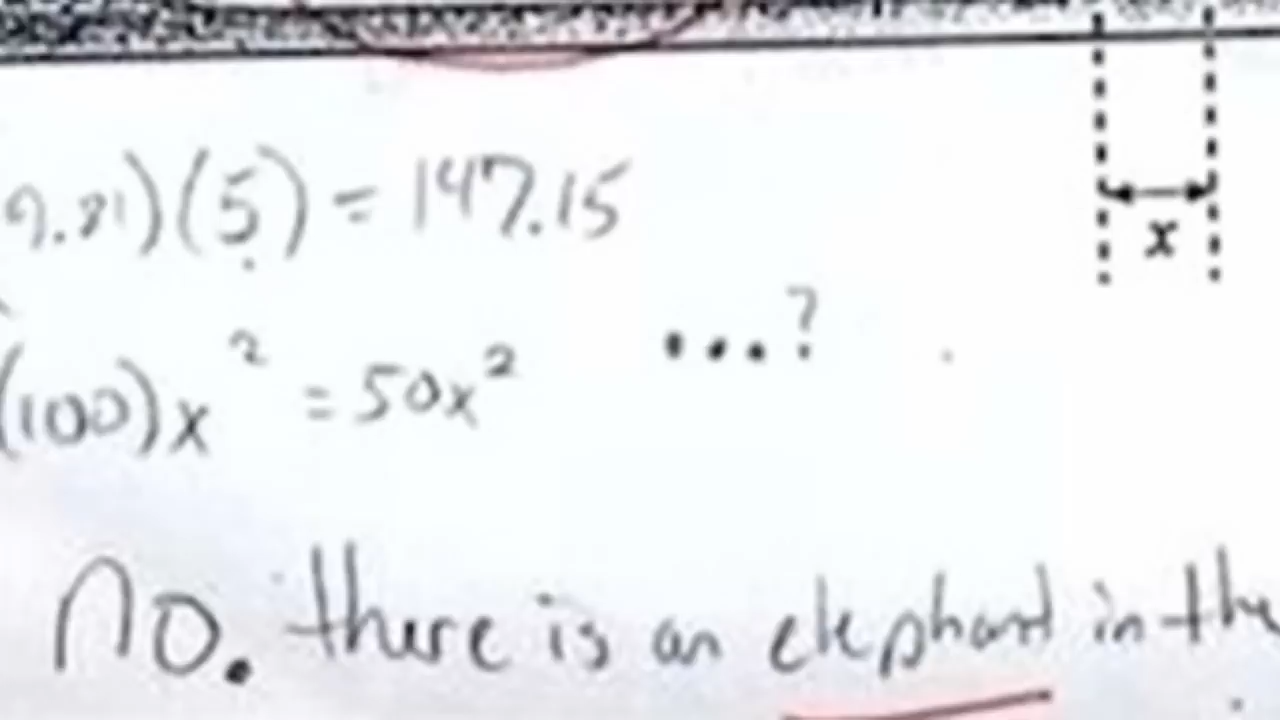 9.81)(5) = 147.15
x
...?
(100)x² = 50x²
no. there is an elephant in the